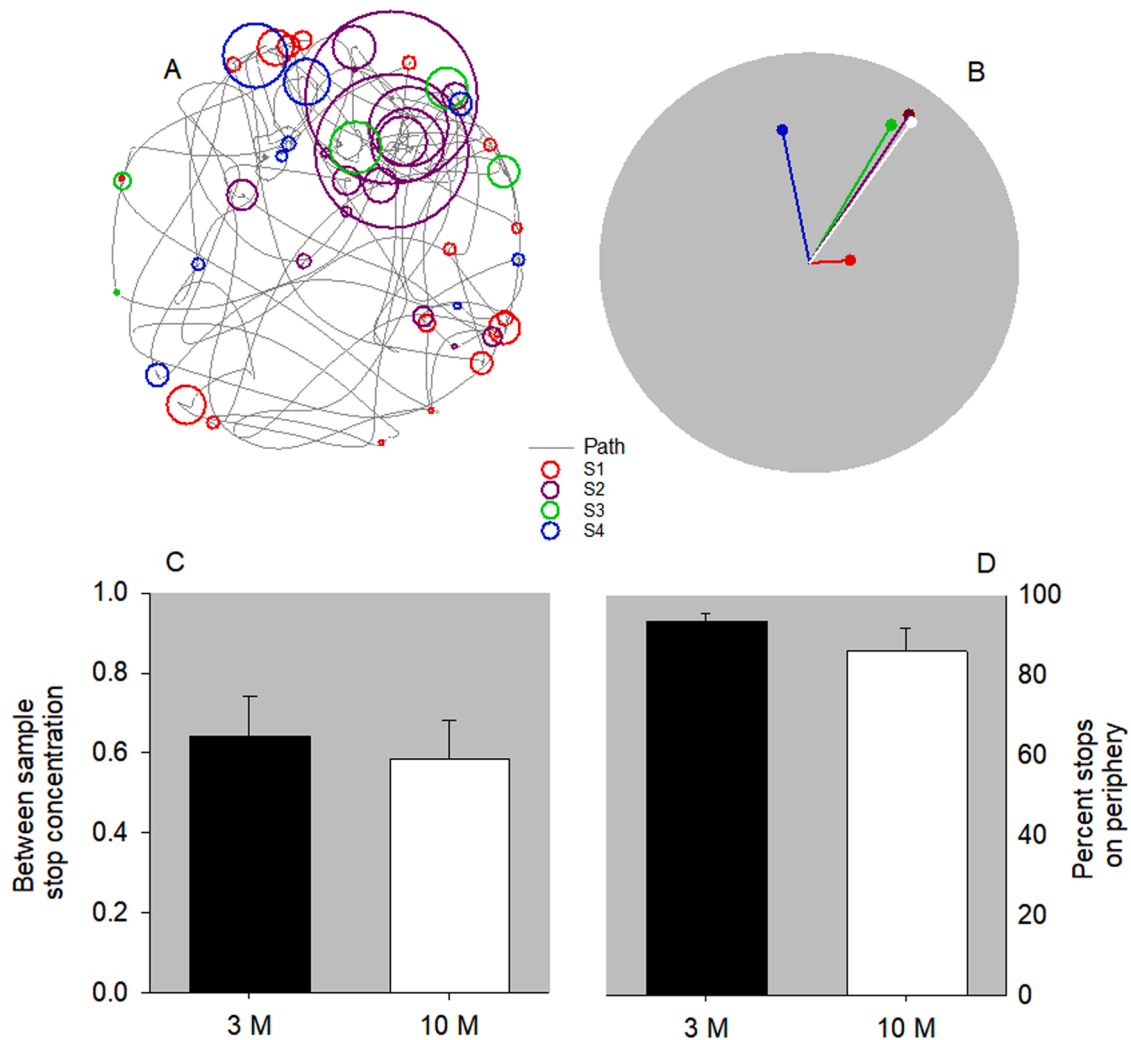 A
B
Path
S1
S2
S3
S4
C
D
Between sample
stop concentration
1.0
0.8
0.6
0.4
0.2
0.0
3 M
10 M
100
80
60
40
20
0
Percent stops
on periphery
3 M
10 M